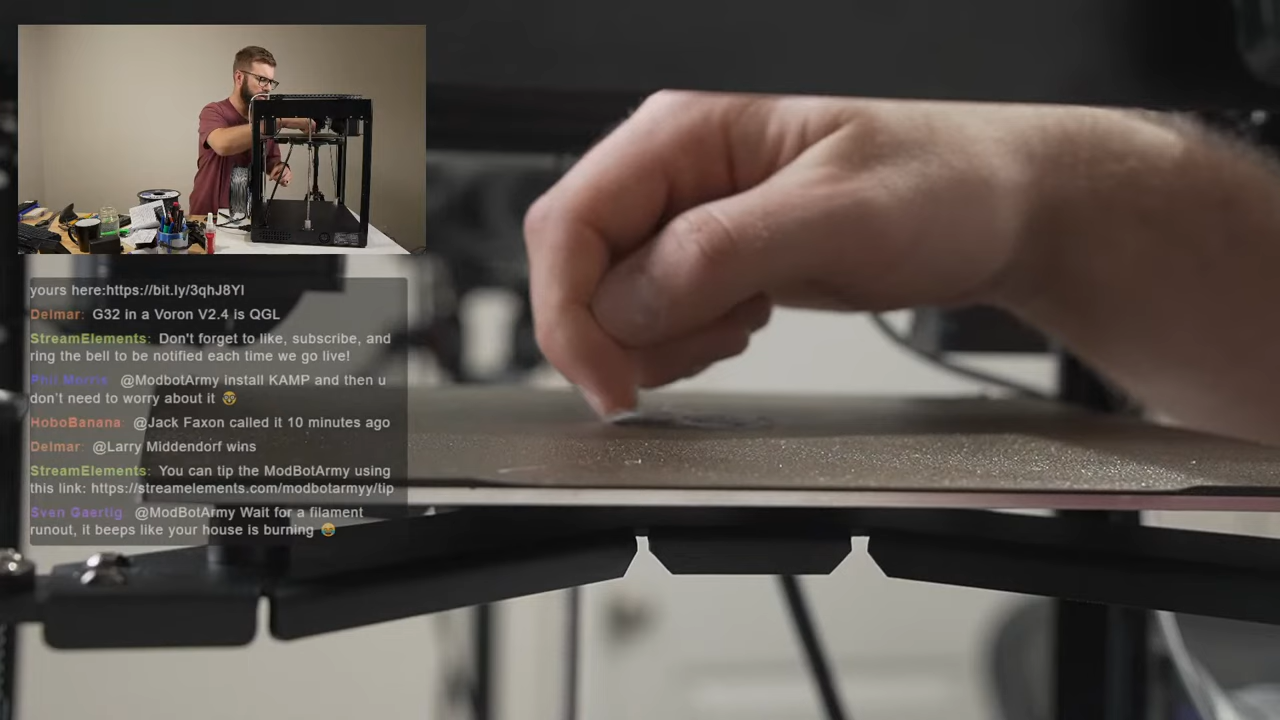 yours here:https://bit.ly/3qhJ8Yl
Delmar: G32 in a Voron V2.4 is QGL
StreamElements: Don't forget to like, subscribe, and
ring the bell to be notified each time we go live!
Phil Morris @ModbotArmy install KAMP and then u
don't need to worry about it 🤓
HoboBanana: @Jack Faxon called it 10 minutes ago
Delmar: @Larry Middendorf wins
StreamElements: You can tip the ModBotArmy using
this link: https://streamelements.com/modbotarmyy/tip
Sven Gaertig @ModBotArmy Wait for a filament
runout, it beeps like your house is burning 😂